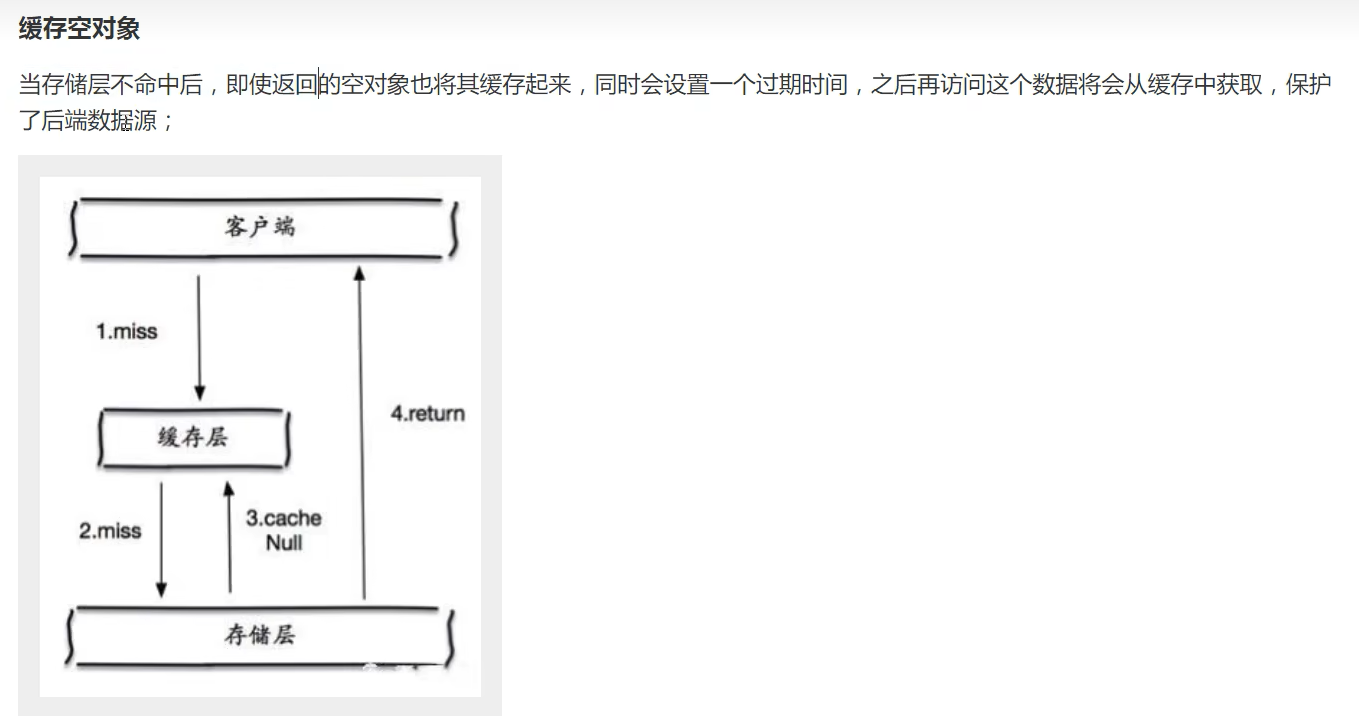 缓存空对象
当存储层不命中后，即使返回的空对象也将其缓存起来，同时会设置一个过期时间，之后再访问这个数据将会从缓存中获取，保护
了后端数据源；
客户端
1.miss
4.return
缓存层
2.miss
3.cache
Null
存储层